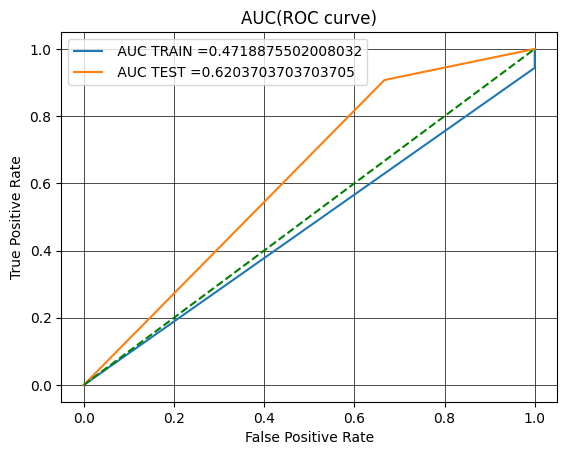 AUC(ROC curve)
AUC TRAIN =0.4718875502008032
AUC TEST =0.6203703703703705
1.0
0.8
0.6
0.4
0.2
0.0
True Positive Rate
0.0 0.2 0.4 0.6 0.8 1.0
False Positive Rate